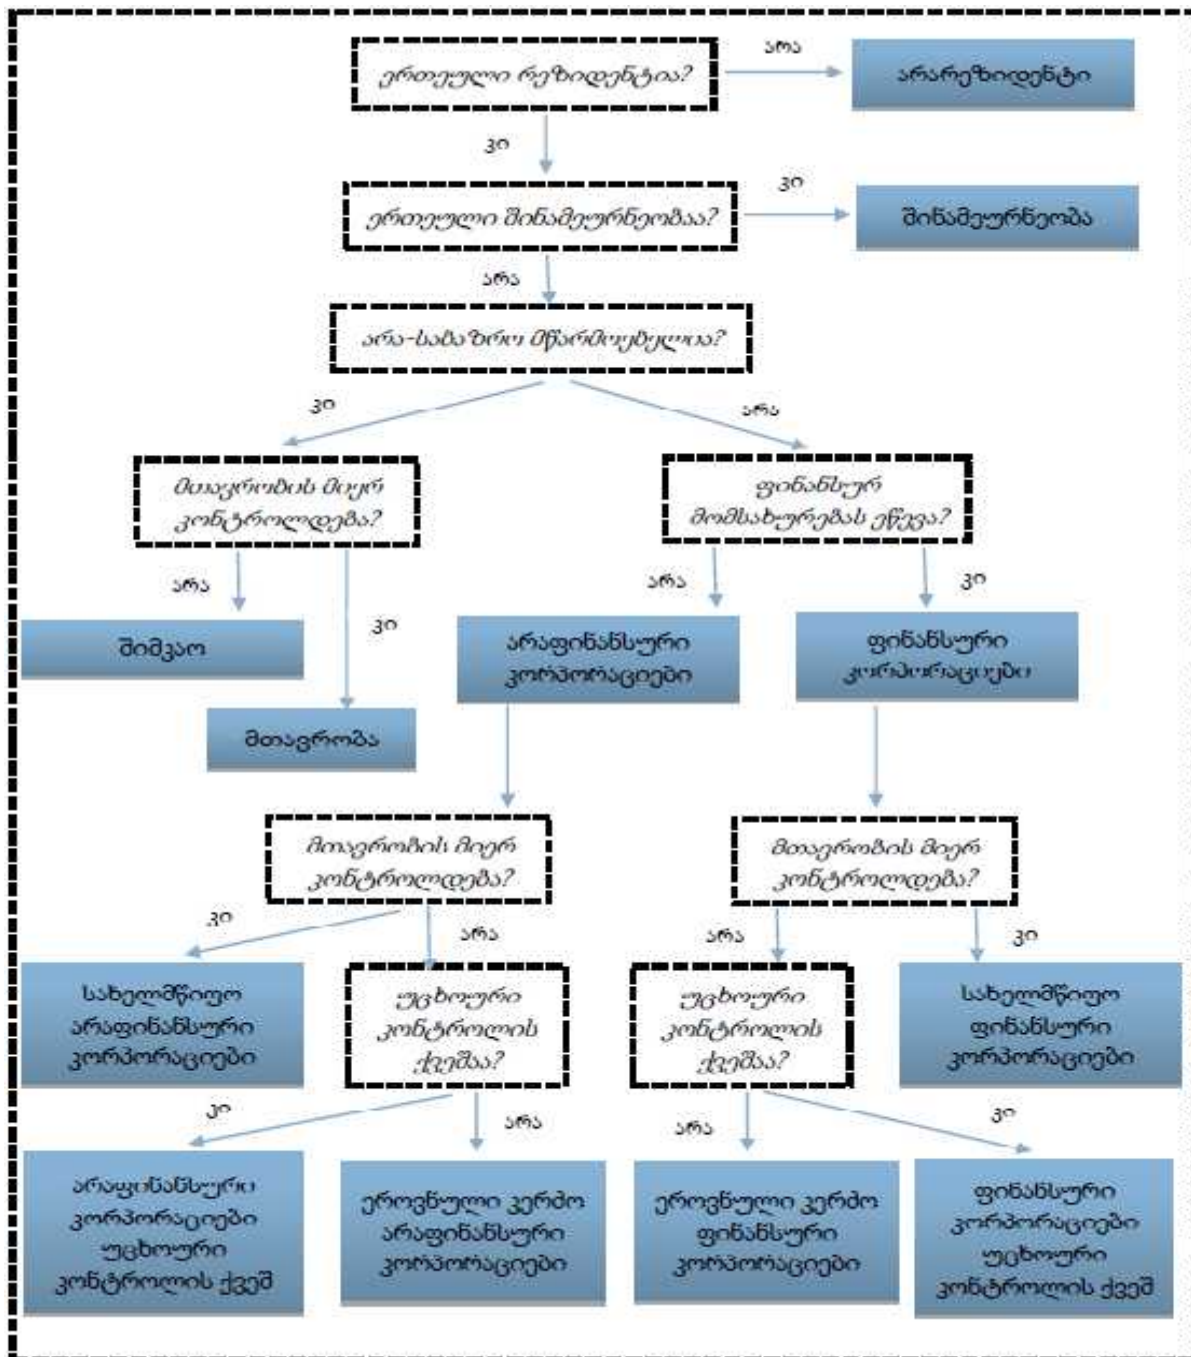 ერთეული რეზიდენტია?
არა
არარეზიდენტი
კი
ერთეული შინამეურნეობაა?
კი
შინამეურნეობა
არა
არა-საბაზრო მწარმოებელია?
კი
არა
მთავრობის მიერ
კონტროლდება?
ფინანსურ
მომსახურებას ეწევა?
არა
კი
არა
კი
შიმკაო
არაფინანსური
კორპორაციები
ფინანსური
კორპორაციები
მთავრობა
მთავრობის მიერ
კონტროლდება?
მთავრობის მიერ
კონტროლდება?
კი
არა
არა
კი
სახელმწიფო
არაფინანსური
კორპორაციები
უცხოური
კონტროლის
ქვეშაა?
უცხოური
კონტროლის
ქვეშაა?
სახელმწიფო
ფინანსური
კორპორაციები
კი
არა
არა
კი
არაფინანსური
კორპორაციები
უცხოური
კონტროლის ქვეშ
ეროვნული კერძო
არაფინანსური
კორპორაციები
ეროვნული კერძო
ფინანსური
კორპორაციები
ფინანსური
კორპორაციები
უცხოური
კონტროლის ქვეშ